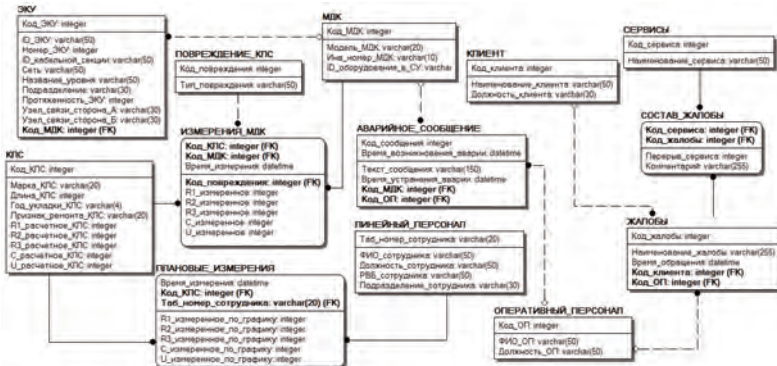 ЭКУ
Код_ЭКУ: integer
ID_ЭКУ: varchar(50)
Номер_ЭКУ: integer
ID_кабельной_секции: varchar(50)
Сеть: varchar(50)
Названия_уровня: varchar(50)
Подразделение: varchar(30)
Протяженность_ЭКУ: integer
Узел_связи_сторона_А: varchar(30)
Узел_связи_сторона_Б: varchar(30)
Код_МДК: integer (FK)
МДК
Код_МДК: integer
Модель_МДК: varchar(20)
Инв_номер_МДК: varchar(10)
ID_оборудования_в_СУ: varchar
ПОВРЕЖДЕНИЕ_КПС
Код_повреждения: integer
Тип_повреждения: varchar(50)
КЛИЕНТ
Код_клиента: integer
Наименование_клиента: varchar(50)
Должность_клиента: varchar(30)
СЕРВИСЫ
Код_сервиса: integer
Наименование_сервиса: varchar(50)
СОСТАВ_ЖАЛОБЫ
Код_сервиса: integer (FK)
Код_жалобы: integer (FK)
Перерыв_сервиса: integer
Комментарий: varchar(255)
ИЗМЕРЕНИЯ_МДК
Код_КПС: integer (FK)
Код_МДК: integer (FK)
Время_измерения: datetime
Код_повреждения: integer (FK)
R1_измеренное: integer
R2_измеренное: integer
R3_измеренное: integer
C_измеренное: integer
U_измеренное: integer
АВАРИЙНОЕ_СООБЩЕНИЕ
Код_сообщения: integer
Время_возникновения_аварии: datetime
Текст_сообщения: varchar(150)
Время_устранения_аварии: datetime
Код_МДК: integer (FK)
Код_ОП: integer (FK)
КПС
Код_КПС: integer
Марка_КПС: varchar(20)
Длина_КПС: integer
Год_укладки_КПС: varchar(4)
Признак_ремонта_КПС: varchar(20)
R1_расчетное_КПС: integer
R2_расчетное_КПС: integer
R3_расчетное_КПС: integer
C_расчетное_КПС: integer
U_расчетное_КПС: integer
ЛИНЕЙНЫЙ_ПЕРСОНАЛ
Таб_номер_сотрудника: varchar(20)
ФИО_сотрудника: varchar(50)
Должность_сотрудника: varchar(50)
РВБ_сотрудника: varchar(50)
Подразделение_сотрудника: varchar(30)
ЖАЛОБЫ
Код_жалобы: integer
Наименование_жалобы: varchar(255)
Время_обращения: datetime
Код_клиента: integer (FK)
Код_ОП: integer (FK)
ПЛАНОВЫЕ_ИЗМЕРЕНИЯ
Время_измерения: datetime
Код_КПС: integer (FK)
Таб_номер_сотрудника: varchar(20) (FK)
R1_измеренное_по_графику: integer
R2_измеренное_по_графику: integer
R3_измеренное_по_графику: integer
C_измеренное_по_графику: integer
U_измеренное_по_графику: integer
ОПЕРАТИВНЫЙ_ПЕРСОНАЛ
Код_ОП: integer
ФИО_ОП: varchar(50)
Должность_ОП: varchar(50)